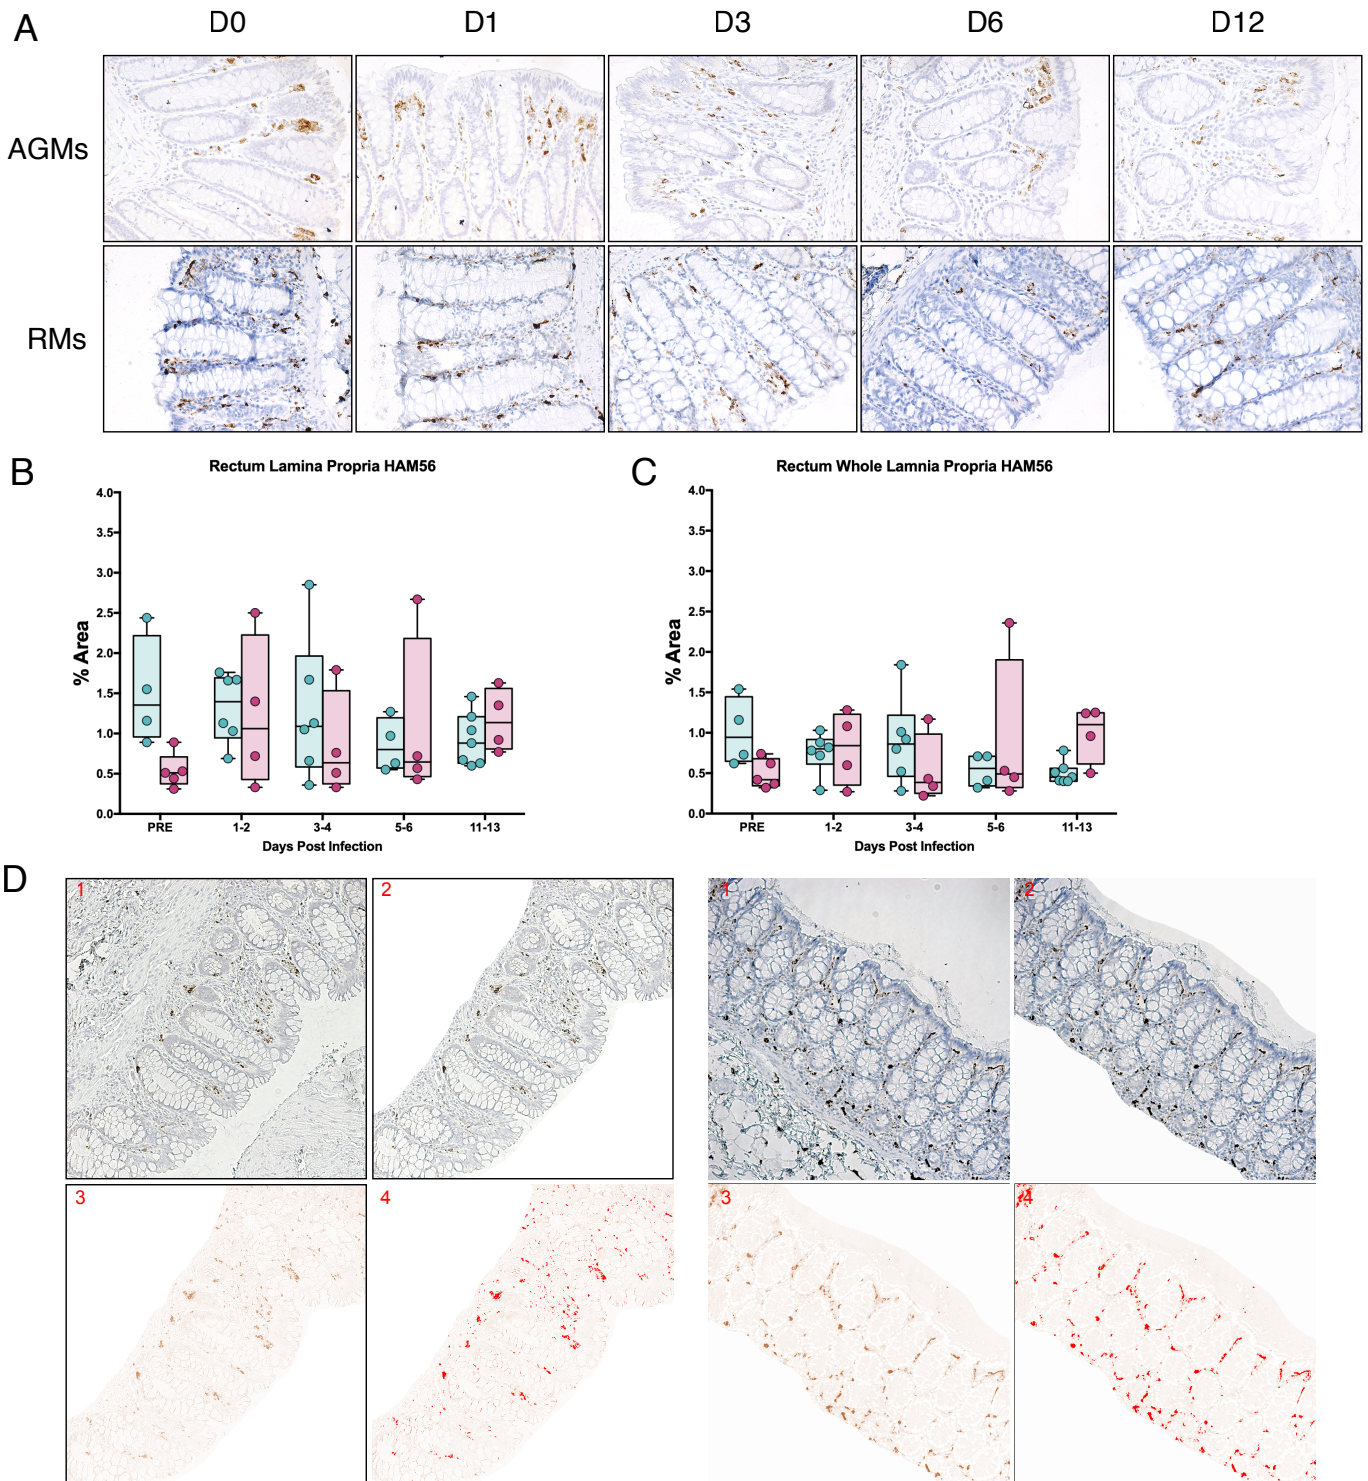 A
D0 D1 D3 D6 D12
AGMs
RMs
B
Rectum Lamina Propria HAM56
% Area
4.0
3.5
3.0
2.5
2.0
1.5
1.0
0.5
0.0
PRE 1-2 3-4 5-6 11-13
Days Post Infection
C
Rectum Whole Lamnia Propria HAM56
% Area
4.0
3.5
3.0
2.5
2.0
1.5
1.0
0.5
0.0
PRE 1-2 3-4 5-6 11-13
Days Post Infection
D
1 2
3 4
1 2
3 4